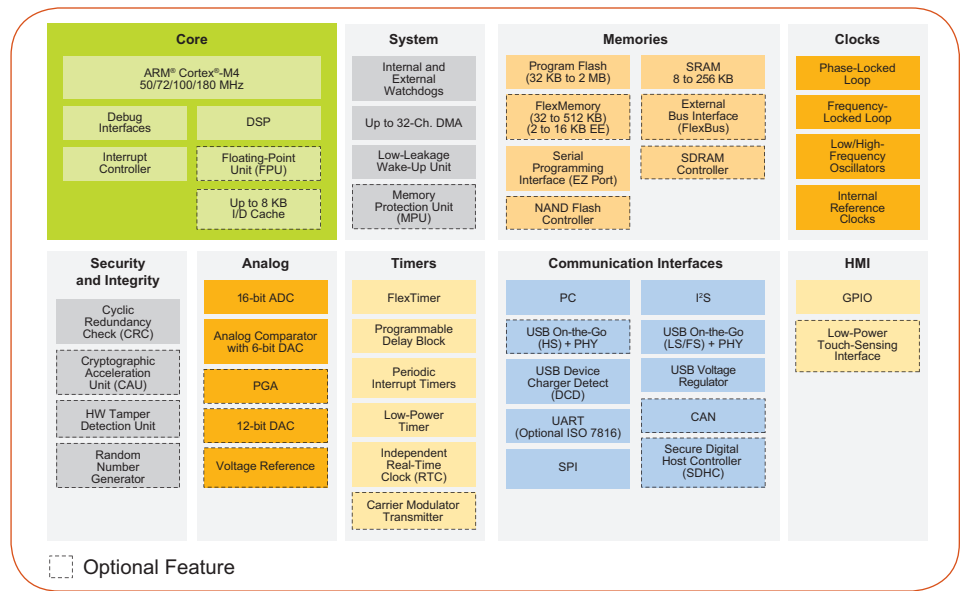 Core
ARM® Cortex®-M4
50/72/100/180 MHz
Debug
Interfaces
DSP
Interrupt
Controller
Floating-Point
Unit (FPU)
Up to 8 KB
I/D Cache
System
Internal and
External
Watchdogs
Up to 32-Ch. DMA
Low-Leakage
Wake-Up Unit
Memory
Protection Unit
(MPU)
Memories
Program Flash
(32 KB to 2 MB)
SRAM
8 to 256 KB
FlexMemory
(32 to 512 KB)
(2 to 16 KB EE)
External
Bus Interface
(FlexBus)
Serial
Programming
Interface (EZ Port)
SDRAM
Controller
NAND Flash
Controller
Clocks
Phase-Locked
Loop
Frequency-
Locked Loop
Low/High-
Frequency
Oscillators
Internal
Reference
Clocks
Security
and Integrity
Cyclic
Redundancy
Check (CRC)
Cryptographic
Acceleration
Unit (CAU)
HW Tamper
Detection Unit
Random
Number
Generator
Analog
16-bit ADC
Analog Comparator
with 6-bit DAC
PGA
12-bit DAC
Voltage Reference
Timers
FlexTimer
Programmable
Delay Block
Periodic
Interrupt Timers
Low-Power
Timer
Independent
Real-Time
Clock (RTC)
Carrier Modulator
Transmitter
Communication Interfaces
PC
I²S
USB On-the-Go
(HS) + PHY
USB On-the-Go
(LS/FS) + PHY
USB Device
Charger Detect
(DCD)
USB Voltage
Regulator
UART
(Optional ISO 7816)
CAN
SPI
Secure Digital
Host Controller
(SDHC)
HMI
GPIO
Low-Power
Touch-Sensing
Interface
Optional Feature